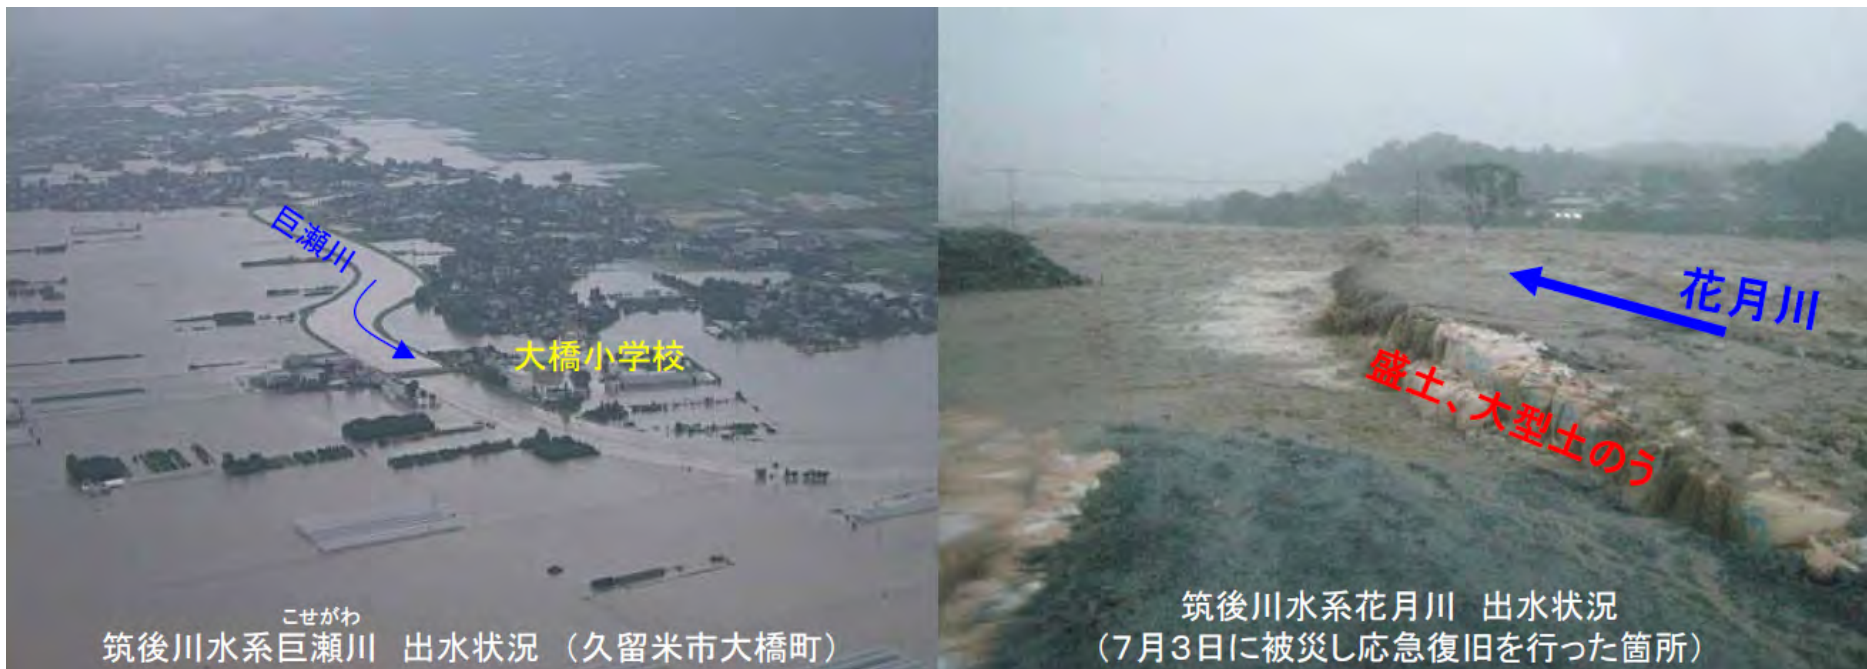 巨瀬川
大橋小学校
こせがわ
筑後川水系巨瀬川 出水状況 （久留米市大橋町）
花月川
盛土、大型土のう
筑後川水系花月川 出水状況
（７月３日に被災し応急復旧を行った箇所）